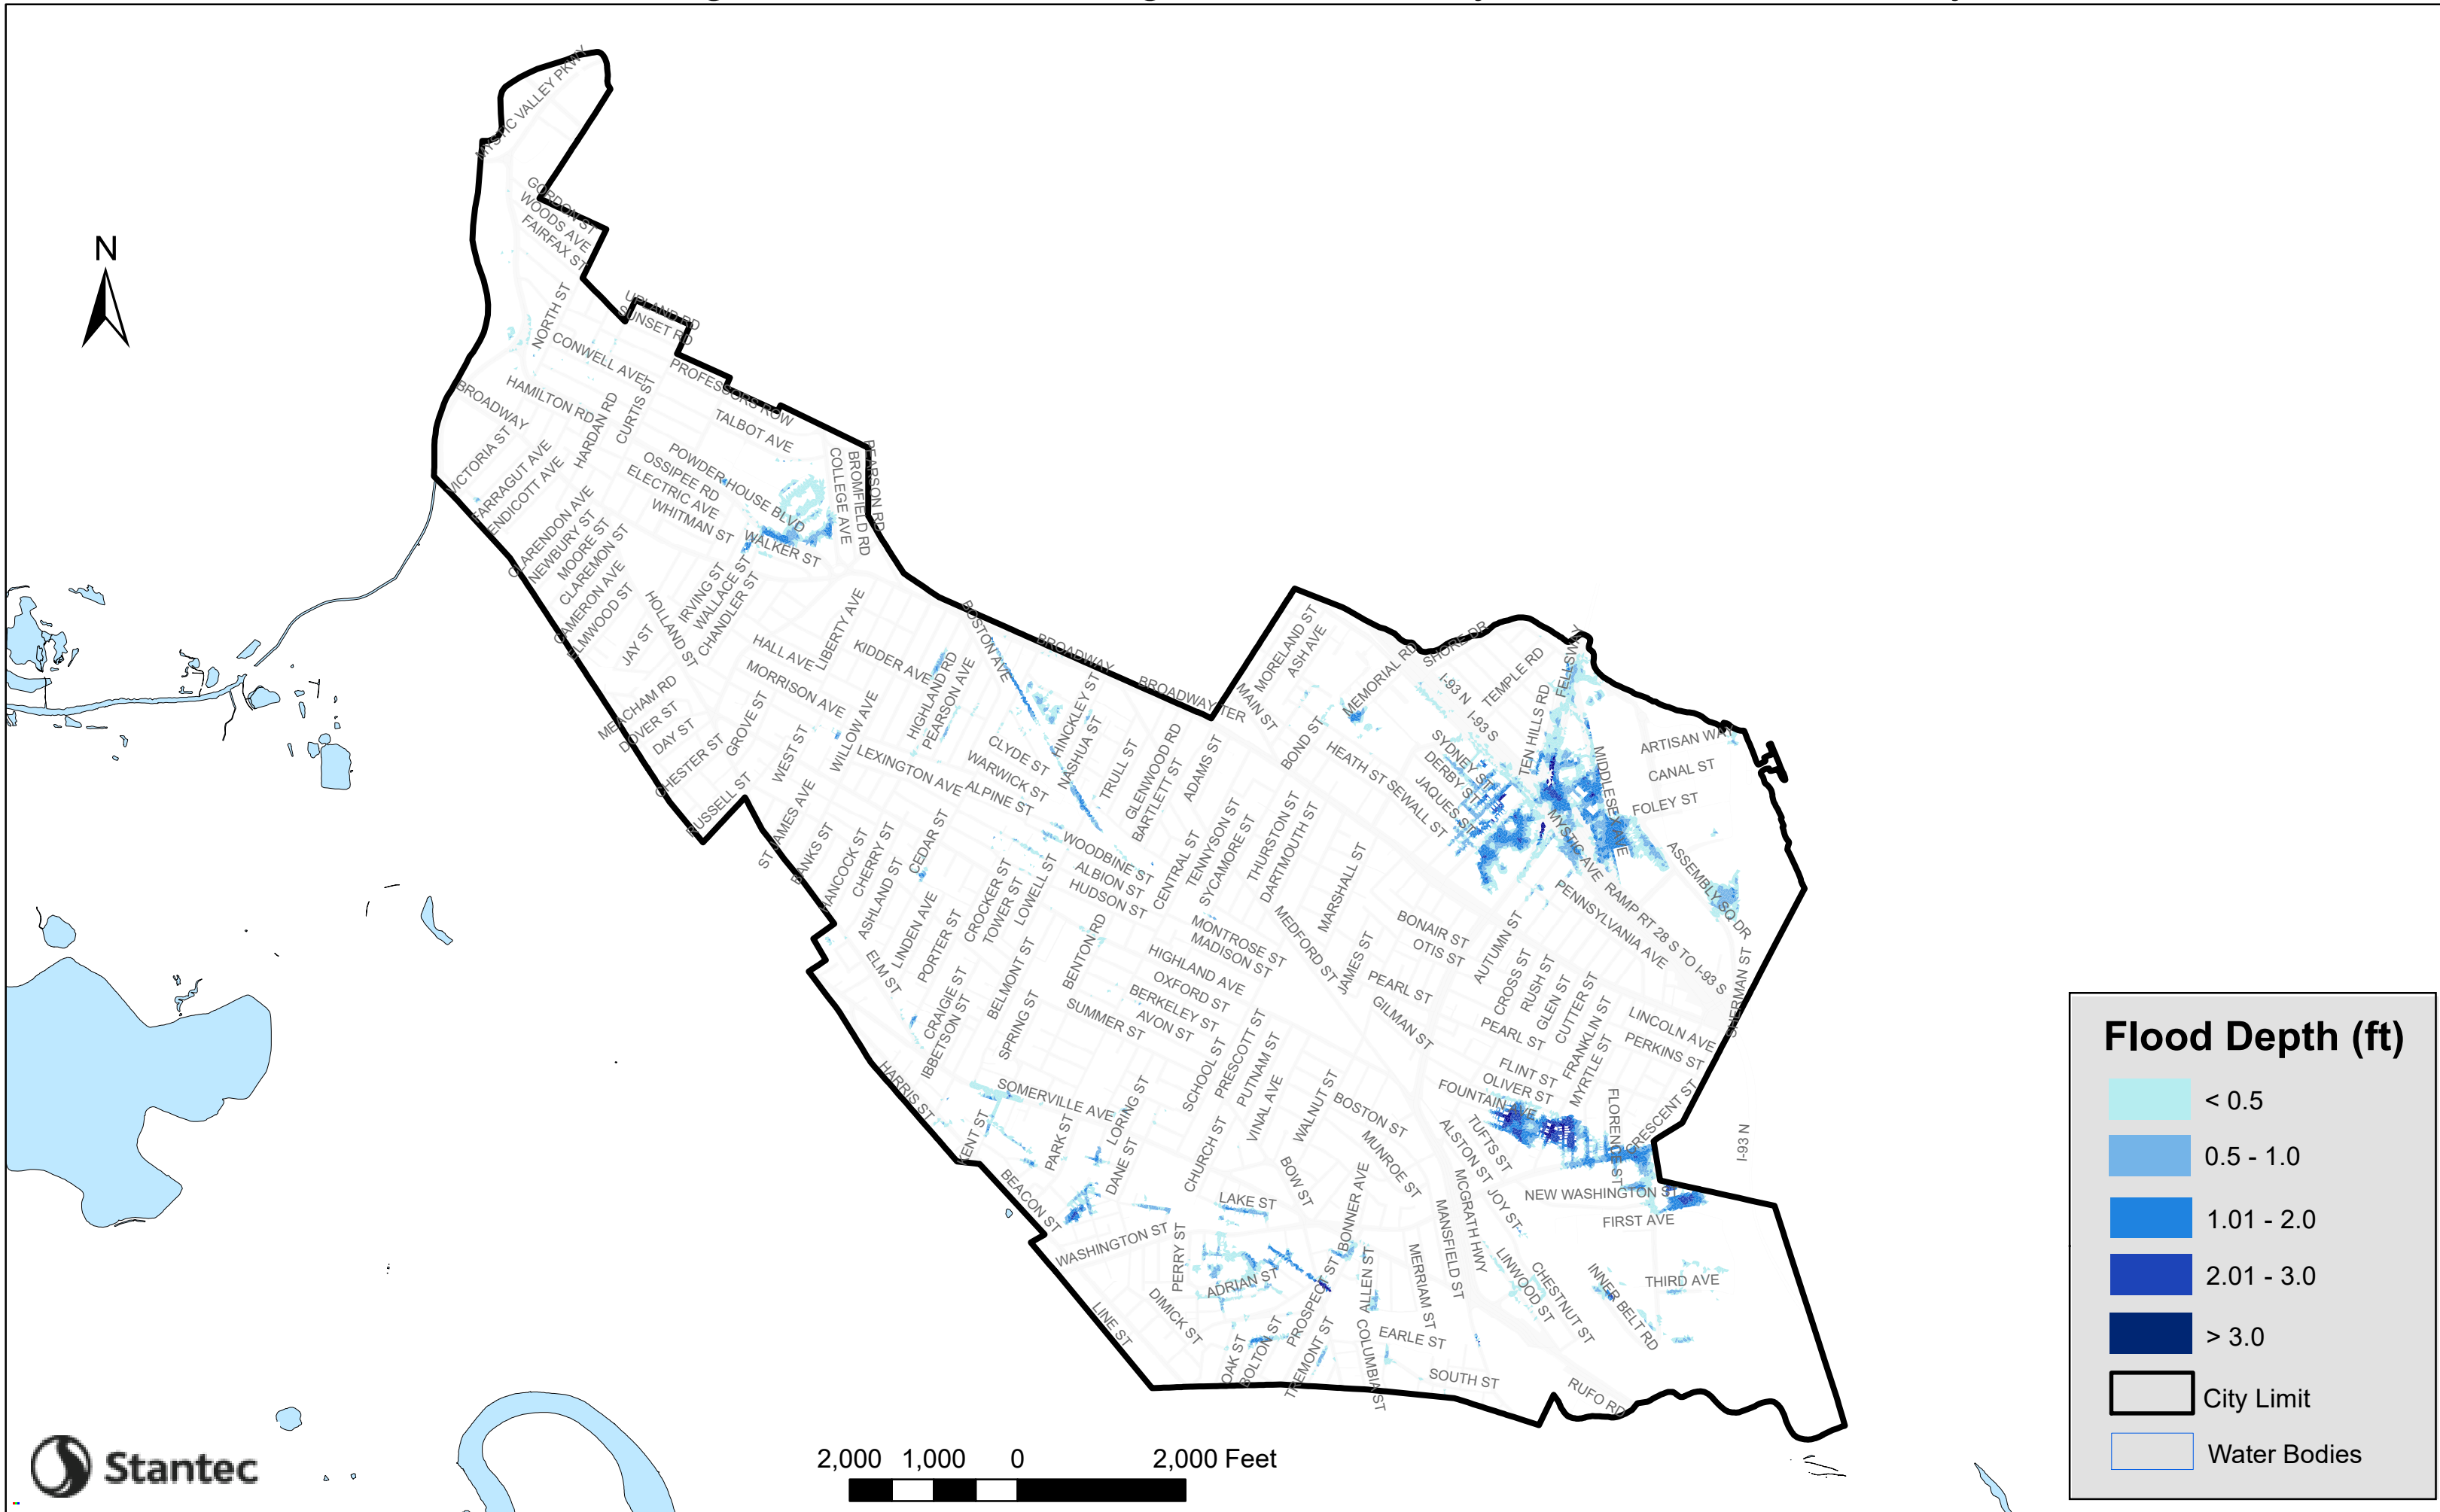 MYSTIC VALLEY PKWY
GORDON ST
WOODS AVE
FAIRFAX ST
N
UPLAND RD
SUNSET RD
NORTH ST
CONWELL AVE
PROFESSORS ROW
HAMILTON RD
BROADWAY
CURTIS ST
HARDAN RD
TALBOT AVE
VICTORIA ST
FARRAGUT AVE
ENDICOTT AVE
POWDER HOUSE BLVD
OSSIPEE RD
ELECTRIC AVE
WHITMAN ST
COLLEGE AVE
BROMFIELD RD
PEARSON RD
WALKER ST
CLARENDON AVE
NEWBURY ST
MOORE ST
CLAREMON ST
CAMERON AVE
ELMWOOD ST
HOLLAND ST
IRVING ST
WALLACE ST
CHANDLER ST
JAY ST
HALL AVE
LIBERTY AVE
KIDDER AVE
MORRISON AVE
BOSTON AVE
BROADWAY
BROADWAY TER
MAIN ST
MORELAND ST
ASH AVE
MEMORIAL RD
SHORE DR
I-93 N
I-93 S
TEMPLE RD
FELLSWAY
TEN HILLS RD
MEACHAM RD
DOVER ST
DAY ST
CHESTER ST
GROVE ST
WEST ST
WILLOW AVE
HIGHLAND RD
PEARSON AVE
LEXINGTON AVE
CLYDE ST
WARWICK ST
ALPINE ST
HINCKLEY ST
NASHUA ST
TRULL ST
GLENWOOD RD
BARTLETT ST
ADAMS ST
BOND ST
HEATH ST
SEWALL ST
SYDNEY ST
DERBY ST
JAQUES ST
MIDDLESEX AVE
ARTISAN WAY
CANAL ST
FOLEY ST
RUSSELL ST
ST JAMES AVE
BANKS ST
HANCOCK ST
CHERRY ST
ASHLAND ST
CEDAR ST
LINDEN AVE
PORTER ST
CROCKER ST
TOWER ST
LOWELL ST
WOODBINE ST
ALBION ST
HUDSON ST
CENTRAL ST
TENNYSON ST
SYCAMORE ST
THURSTON ST
DARTMOUTH ST
MARSHALL ST
MYSTIC AVE
ASSEMBLY SQ DR
RAMP RT 28 S TO I-93 S
PENNSYLVANIA AVE
ELM ST
CRAIGIE ST
IBBETSON ST
BELMONT ST
SPRING ST
BENTON RD
SUMMER ST
MONTROSE ST
MADISON ST
HIGHLAND AVE
OXFORD ST
BERKELEY ST
AVON ST
MEDFORD ST
JAMES ST
BONAIR ST
OTIS ST
PEARL ST
GILMAN ST
AUTUMN ST
CROSS ST
RUSH ST
GLEN ST
CUTTER ST
PEARL ST
FRANKLIN ST
MYRTLE ST
LINCOLN AVE
PERKINS ST
SHERMAN ST
FLINT ST
OLIVER ST
FOUNTAIN AVE
FLORENCE ST
CRESCENT ST
HARRIS ST
KENT ST
SOMERVILLE AVE
PARK ST
LORING ST
DANE ST
SCHOOL ST
PRESCOTT ST
PUTNAM ST
VINAL AVE
WALNUT ST
CHURCH ST
BOSTON ST
MUNROE ST
BOW ST
BONNER AVE
ALSTON ST
TUFTS ST
JOY ST
MCGRATH HWY
MANSFIELD ST
NEW WASHINGTON ST
FIRST AVE
I-93 N
BEACON ST
WASHINGTON ST
PERRY ST
LAKE ST
ADRIAN ST
DIMICK ST
LINE ST
OAK ST
BOLTON ST
PROSPECT ST
TREMONT ST
ALLEN ST
COLUMBIA ST
MERRIAM ST
EARLE ST
SOUTH ST
LINWOOD ST
CHESTNUT ST
INNER BELT RD
THIRD AVE
RUFO RD
Flood Depth (ft)
< 0.5
0.5 - 1.0
1.01 - 2.0
2.01 - 3.0
> 3.0
City Limit
Water Bodies
Stantec
2,000 1,000 0 2,000 Feet